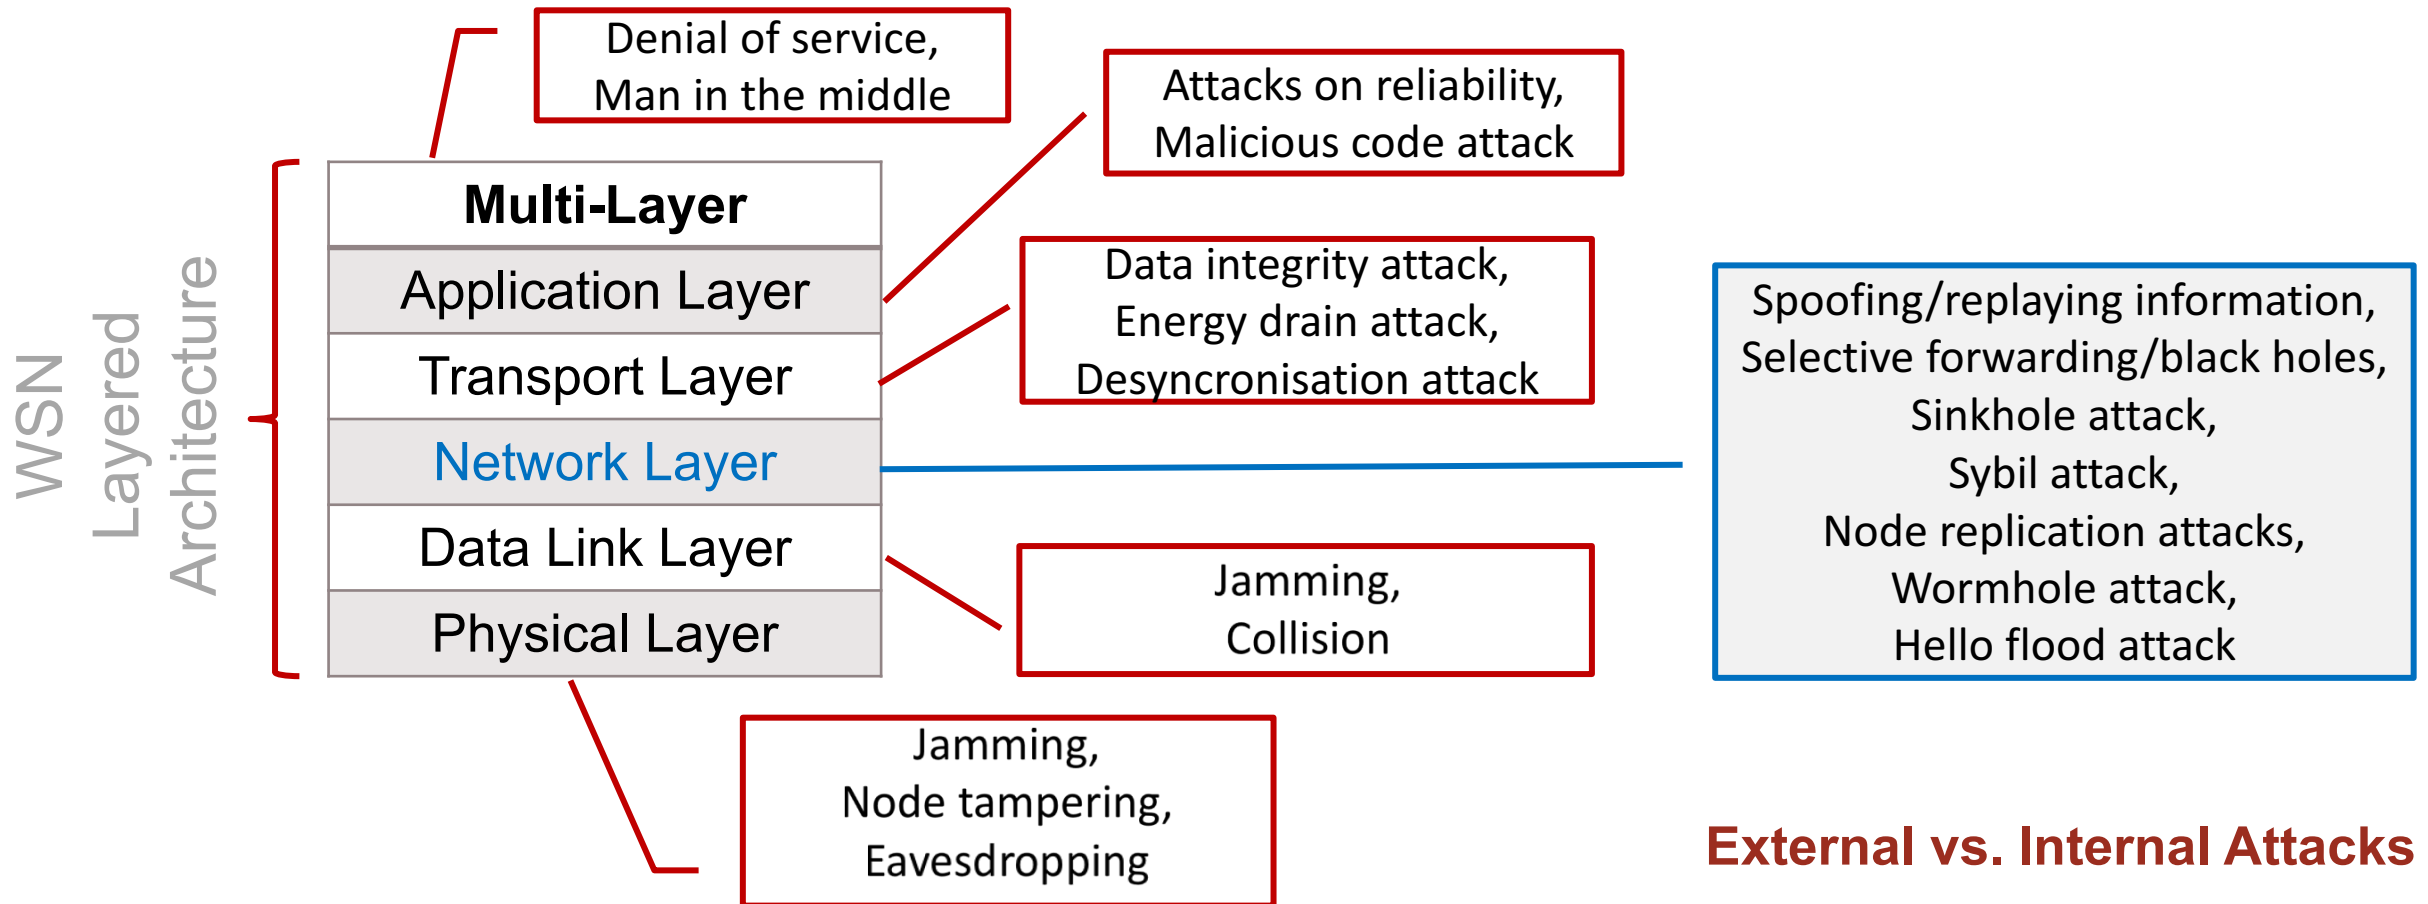 WSN
Layered
Architecture
Denial of service,
Man in the middle
Attacks on reliability,
Malicious code attack
Multi-Layer
Application Layer
Transport Layer
Network Layer
Data Link Layer
Physical Layer
Data integrity attack,
Energy drain attack,
Desyncronisation attack
Spoofing/replaying information,
Selective forwarding/black holes,
Sinkhole attack,
Sybil attack,
Node replication attacks,
Wormhole attack,
Hello flood attack
Jamming,
Collision
Jamming,
Node tampering,
Eavesdropping
External vs. Internal Attacks